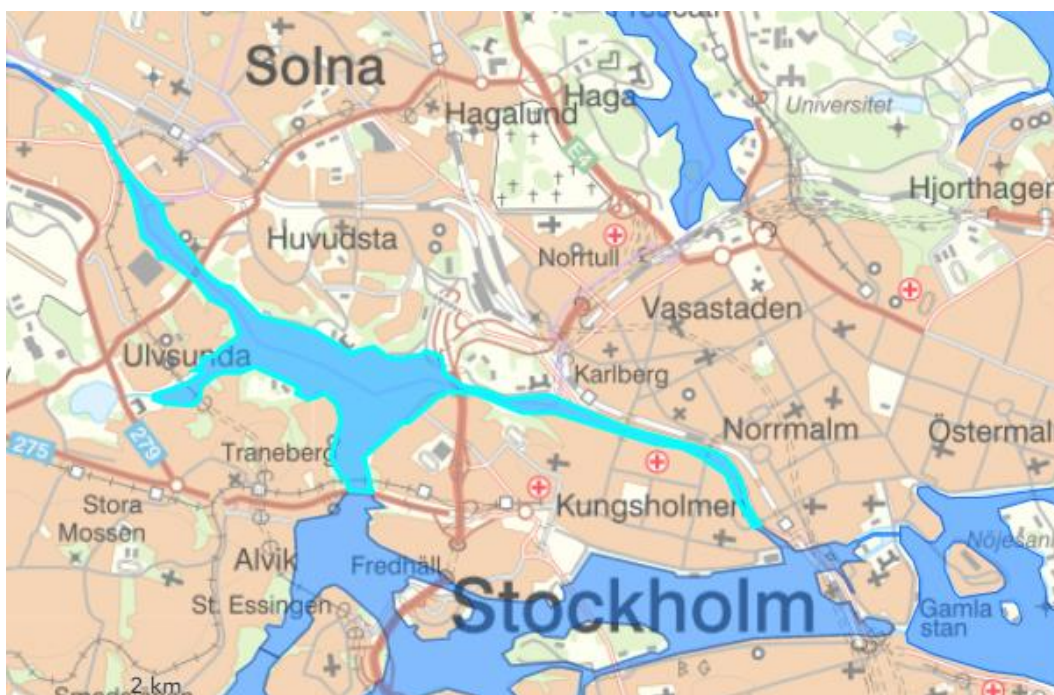 Solna
Haga
Hagalund
Universitet
E4
Hjorthagen
Huvudsta
Norrtull
Vasastaden
Ulvsunda
Karlberg
Norrmalm
Östermal
275
279
Traneberg
Stora
Mossen
Kungsholmen
Alvik
Fredhäll
Nöjesanl
St. Essingen
Stockholm
Gamla
stan
B G
2 km